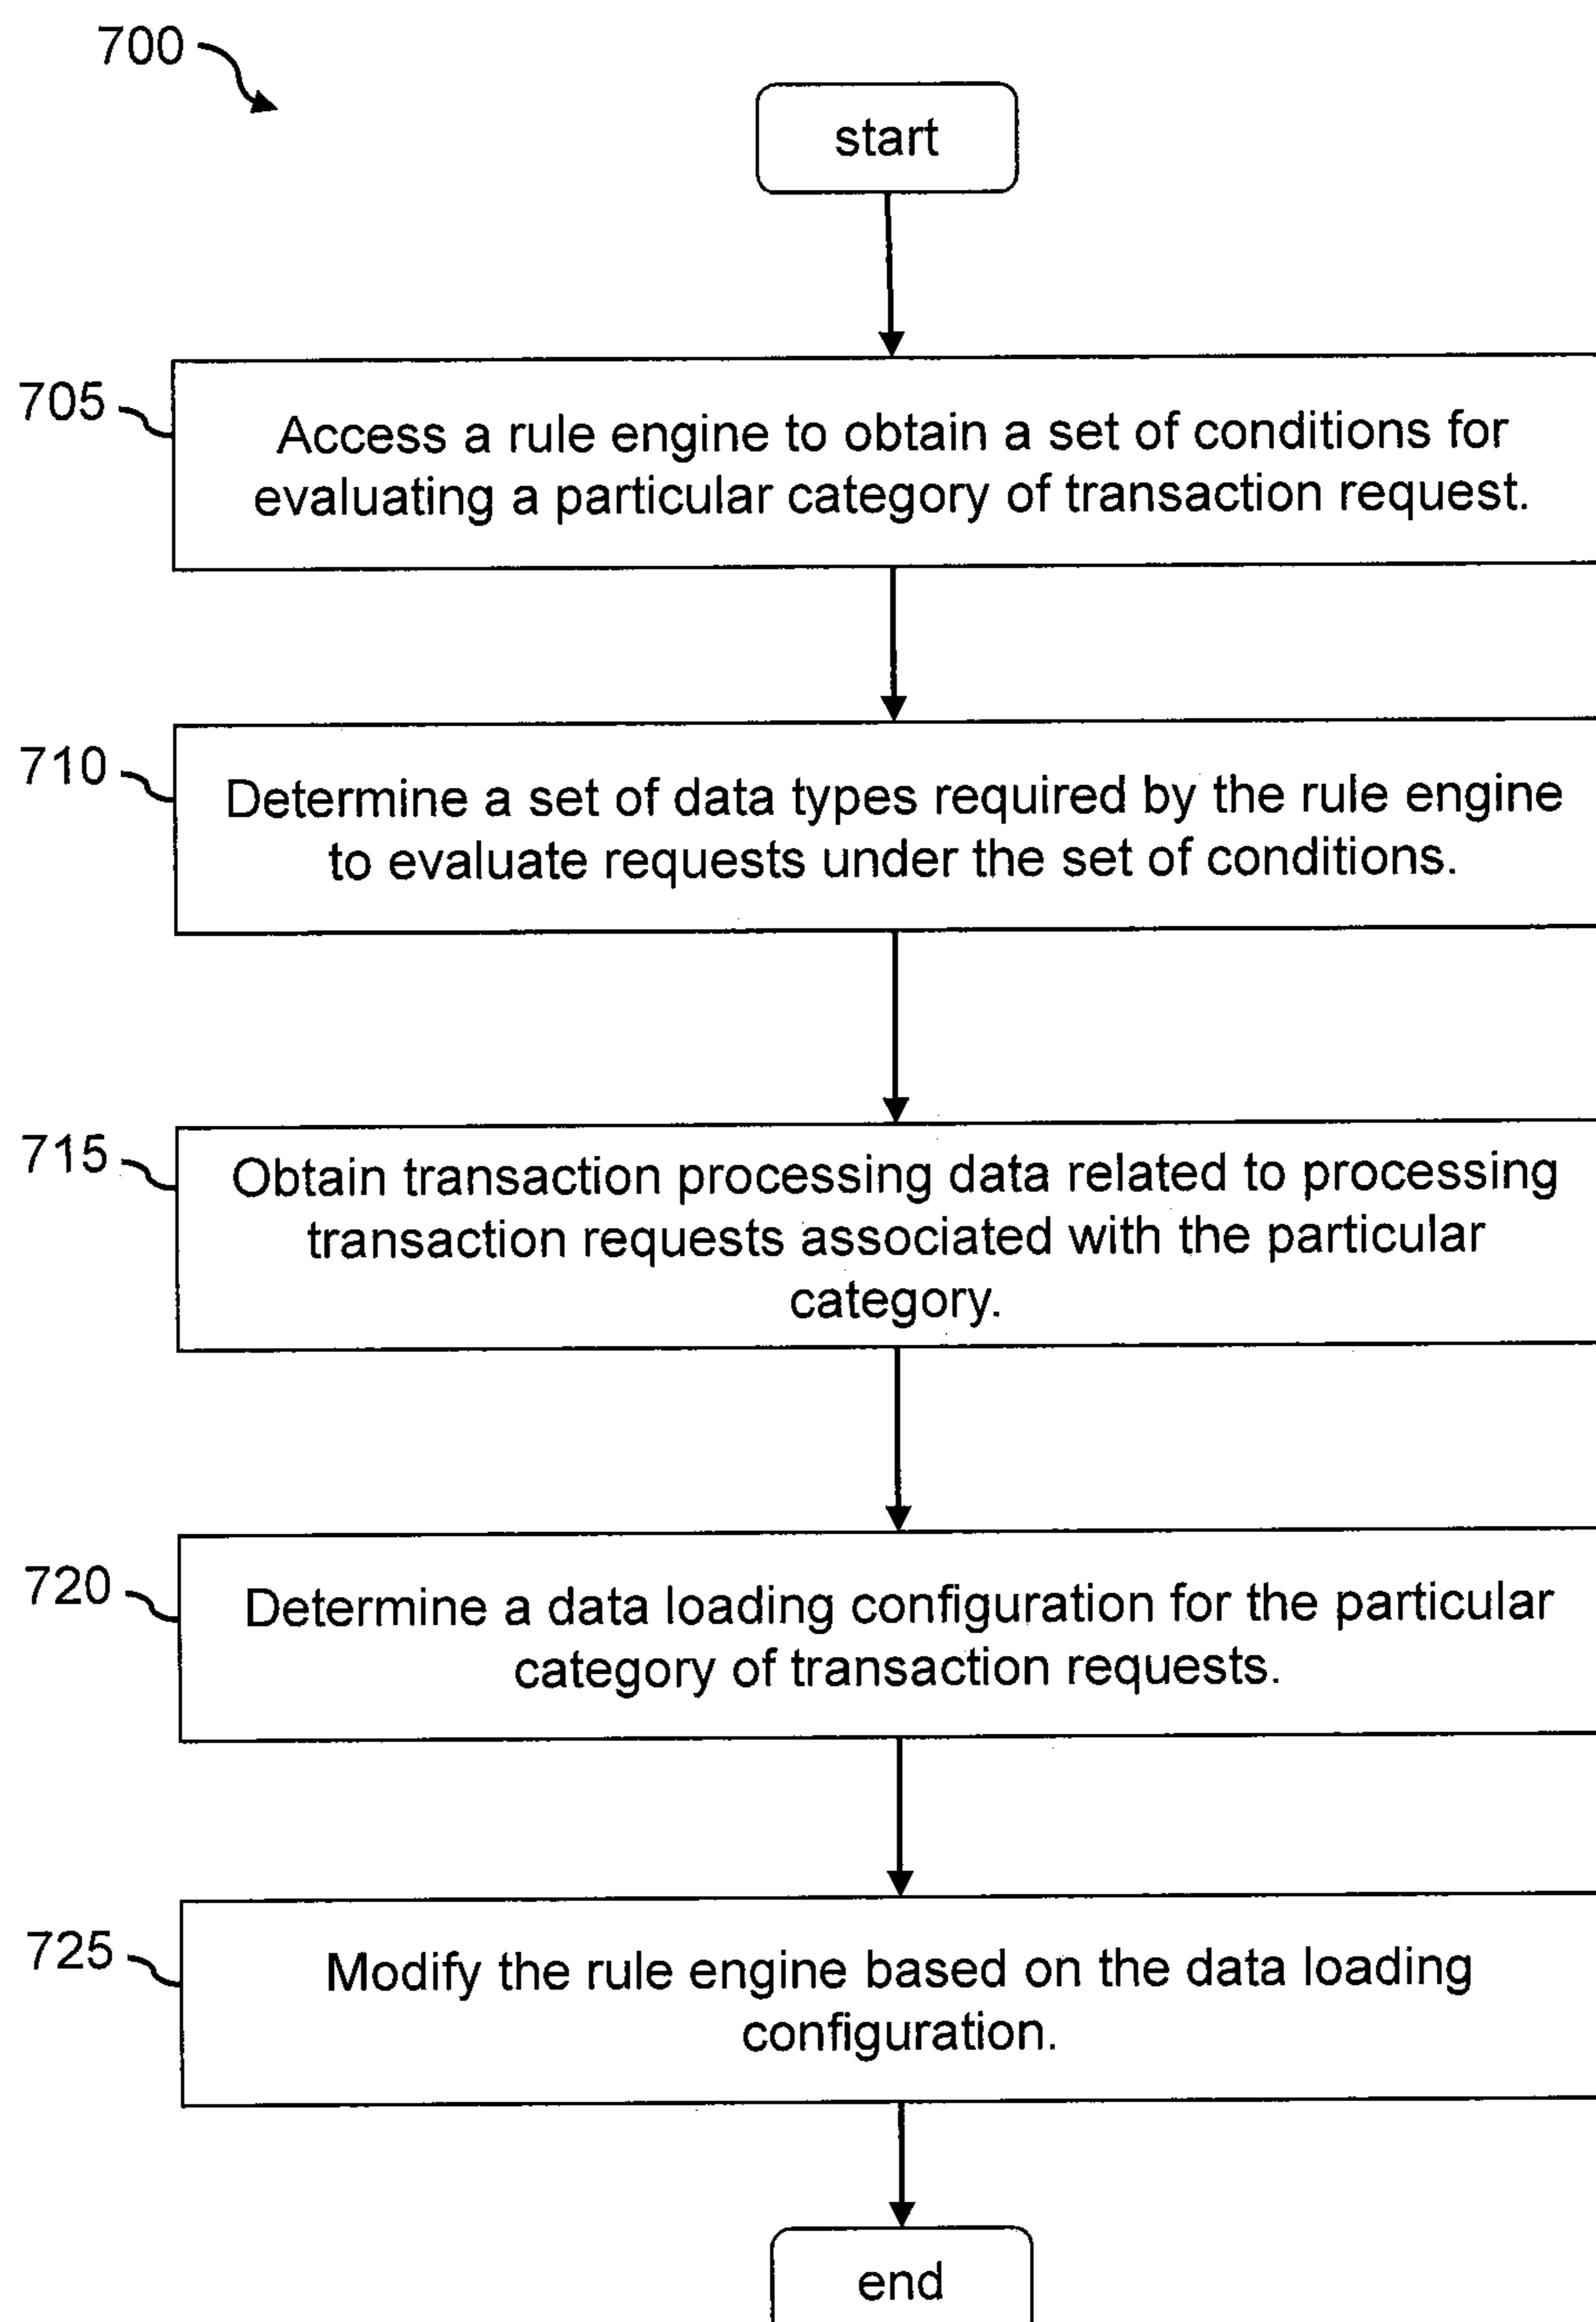 700
start
705
Access a rule engine to obtain a set of conditions for
evaluating a particular category of transaction request.
710
Determine a set of data types required by the rule engine
to evaluate requests under the set of conditions.
715
Obtain transaction processing data related to processing
transaction requests associated with the particular
category.
720
Determine a data loading configuration for the particular
category of transaction requests.
725
Modify the rule engine based on the data loading
configuration.
end